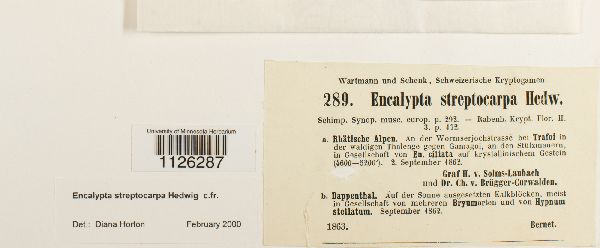 University of Minnesota Herbarium
1126287
Encalypta streptocarpa Hedwig c.fr.
Det.: Diana Horton February 2000
Wartmann und Schenk, Schweizerische Kryptogamen
289. Encalypta streptocarpa Hedw.
Schimp. Synop. musc. europ. p. 292. — Rabenh. Krypt. Flor. II.
3. p. 412
a. Rhätische Alpen. An der Wormserjochstrasse bei Trafoi in
der waldigen Thalenge gegen Gamagoi, an den Stützmauern,
in Gesellschaft von En. ciliata auf krystallinischem Gestein
(4600—5200'). 2. September 1862.
Graf H. v. Solms-Laubach
und Dr. Ch. v. Brügger-Curwalden.
b. Dappenthal. Auf der Sonne ausgesetzten Kalkblöcken, meist
in Gesellschaft von mehreren Bryumarten und von Hypnum
stellatum. September 1862.
1863. Bernet.